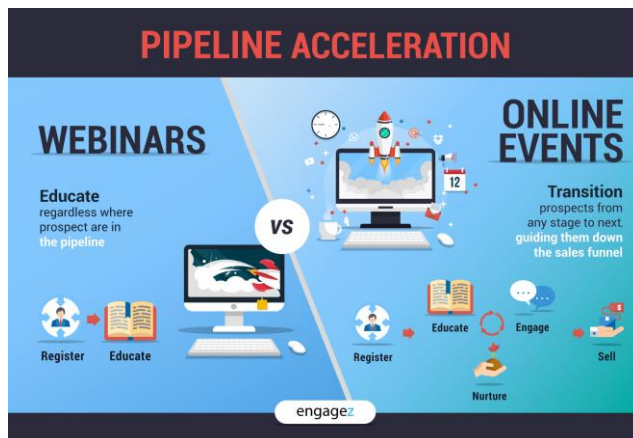 PIPELINE ACCELERATION
WEBINARS
Educate
regardless where
prospect are in
the pipeline
Register
Educate
VS
ONLINE
EVENTS
12
Transition
prospects from
any stage to next,
guiding them down
the sales funnel
Register
Educate
Engage
Nurture
$
Sell
engagez